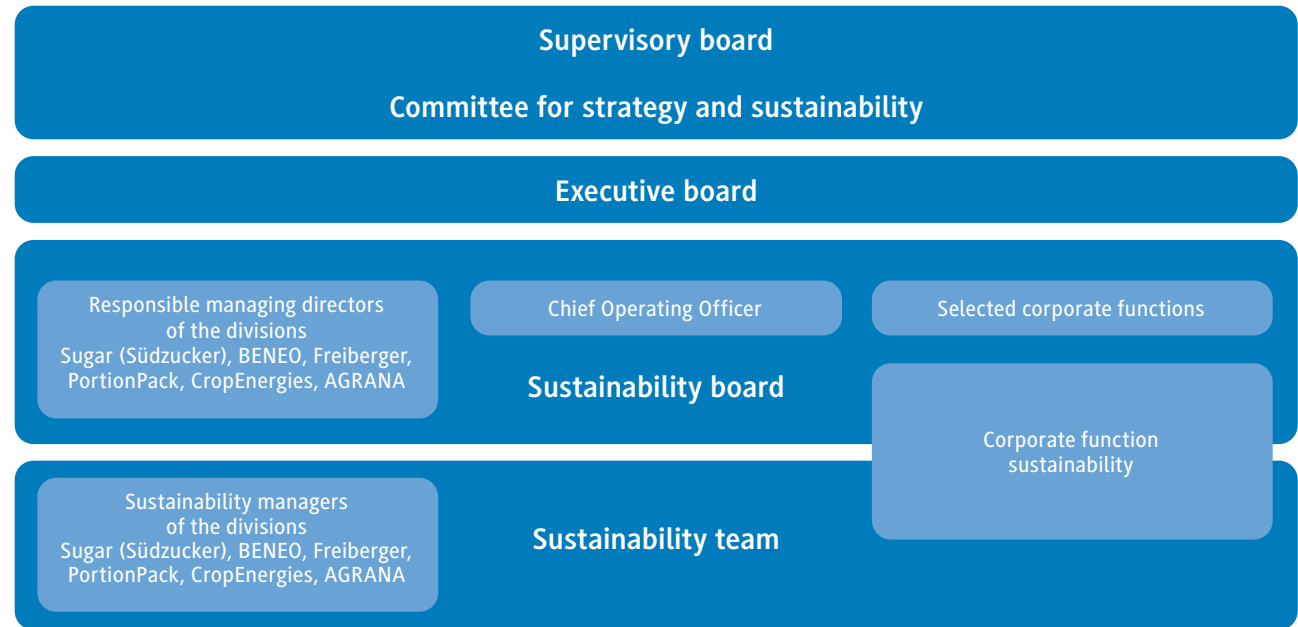 Supervisory board
Committee for strategy and sustainability
Executive board
Responsible managing directors
of the divisions
Sugar (Südzucker), BENEO, Freiberger,
PortionPack, CropEnergies, AGRANA
Chief Operating Officer
Selected corporate functions
Sustainability board
Corporate function
sustainability
Sustainability managers
of the divisions
Sugar (Südzucker), BENEO, Freiberger,
PortionPack, CropEnergies, AGRANA
Sustainability team